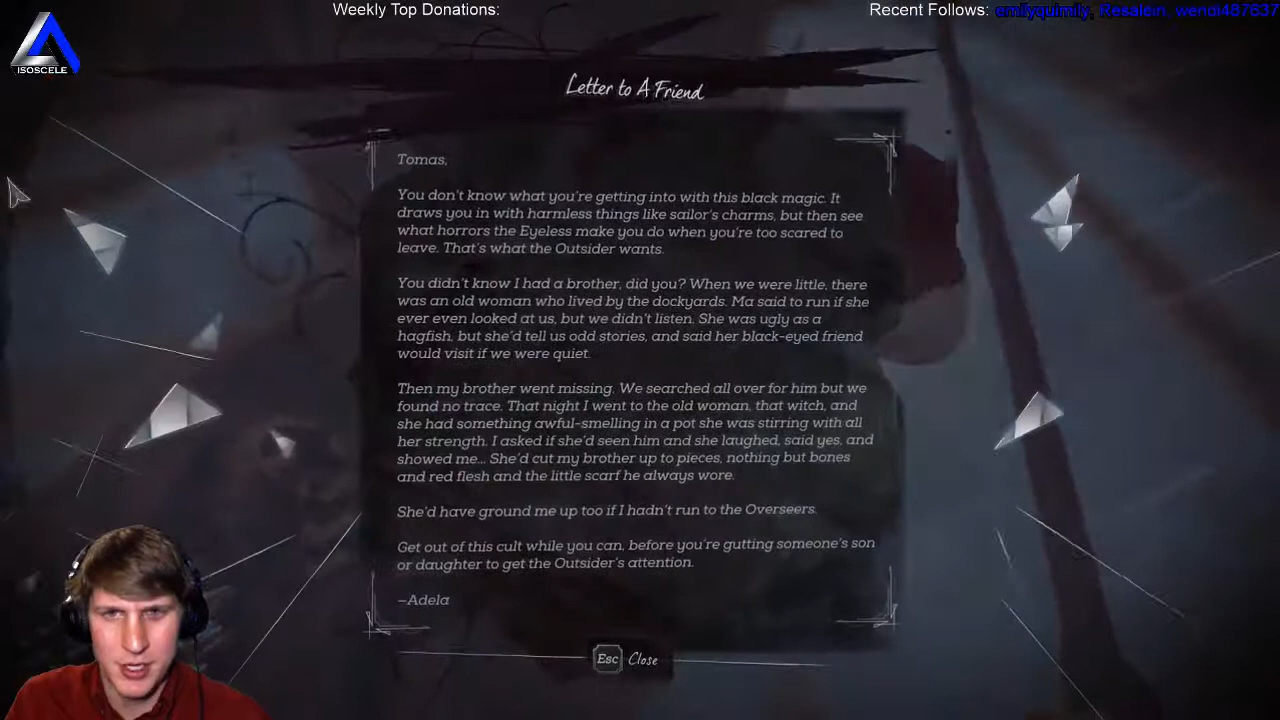 Weekly Top Donations:
Recent Follows: emilyquimily, Resalein, wendi487637
ISOSCELE
Letter to A Friend
Tomas,
You don't know what you're getting into with this black magic. It
draws you in with harmless things like sailor's charms, but then see
what horrors the Eyeless make you do when you're too scared to
leave. That's what the Outsider wants.
You didn't know I had a brother, did you? When we were little, there
was an old woman who lived by the dockyards. Ma said to run if she
ever even looked at us, but we didn't listen. She was ugly as a
hagfish, but she'd tell us odd stories, and said her black-eyed friend
would visit if we were quiet.
Then my brother went missing. We searched all over for him but we
found no trace. That night I went to the old woman, that witch, and
she had something awful-smelling in a pot she was stirring with all
her strength. I asked if she'd seen him and she laughed, said yes, and
showed me... She'd cut my brother up to pieces, nothing but bones
and red flesh and the little scarf he always wore.
She'd have ground me up too if I hadn't run to the Overseers.
Get out of this cult while you can, before you're gutting someone's son
or daughter to get the Outsider's attention.
—Adela
Esc Close